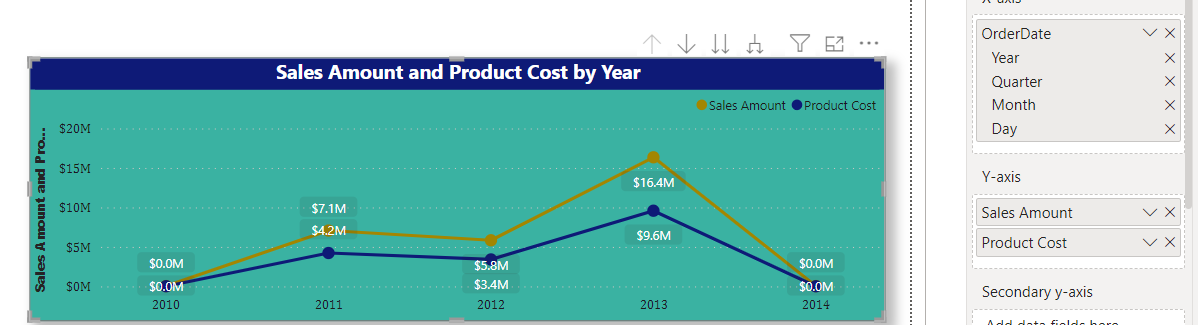 X-axis
OrderDate
Year
Quarter
Month
Day
Y-axis
Sales Amount
Product Cost
Secondary y-axis
Add data fields here
Sales Amount and Product Cost by Year
Sales Amount Product Cost
Sales Amount and Pro...
$20M
$15M
$10M
$5M
$0M
$0.0M
$0.0M
$7.1M
$4.2M
$5.8M
$3.4M
$16.4M
$9.6M
$0.0M
$0.0M
2010 2011 2012 2013 2014